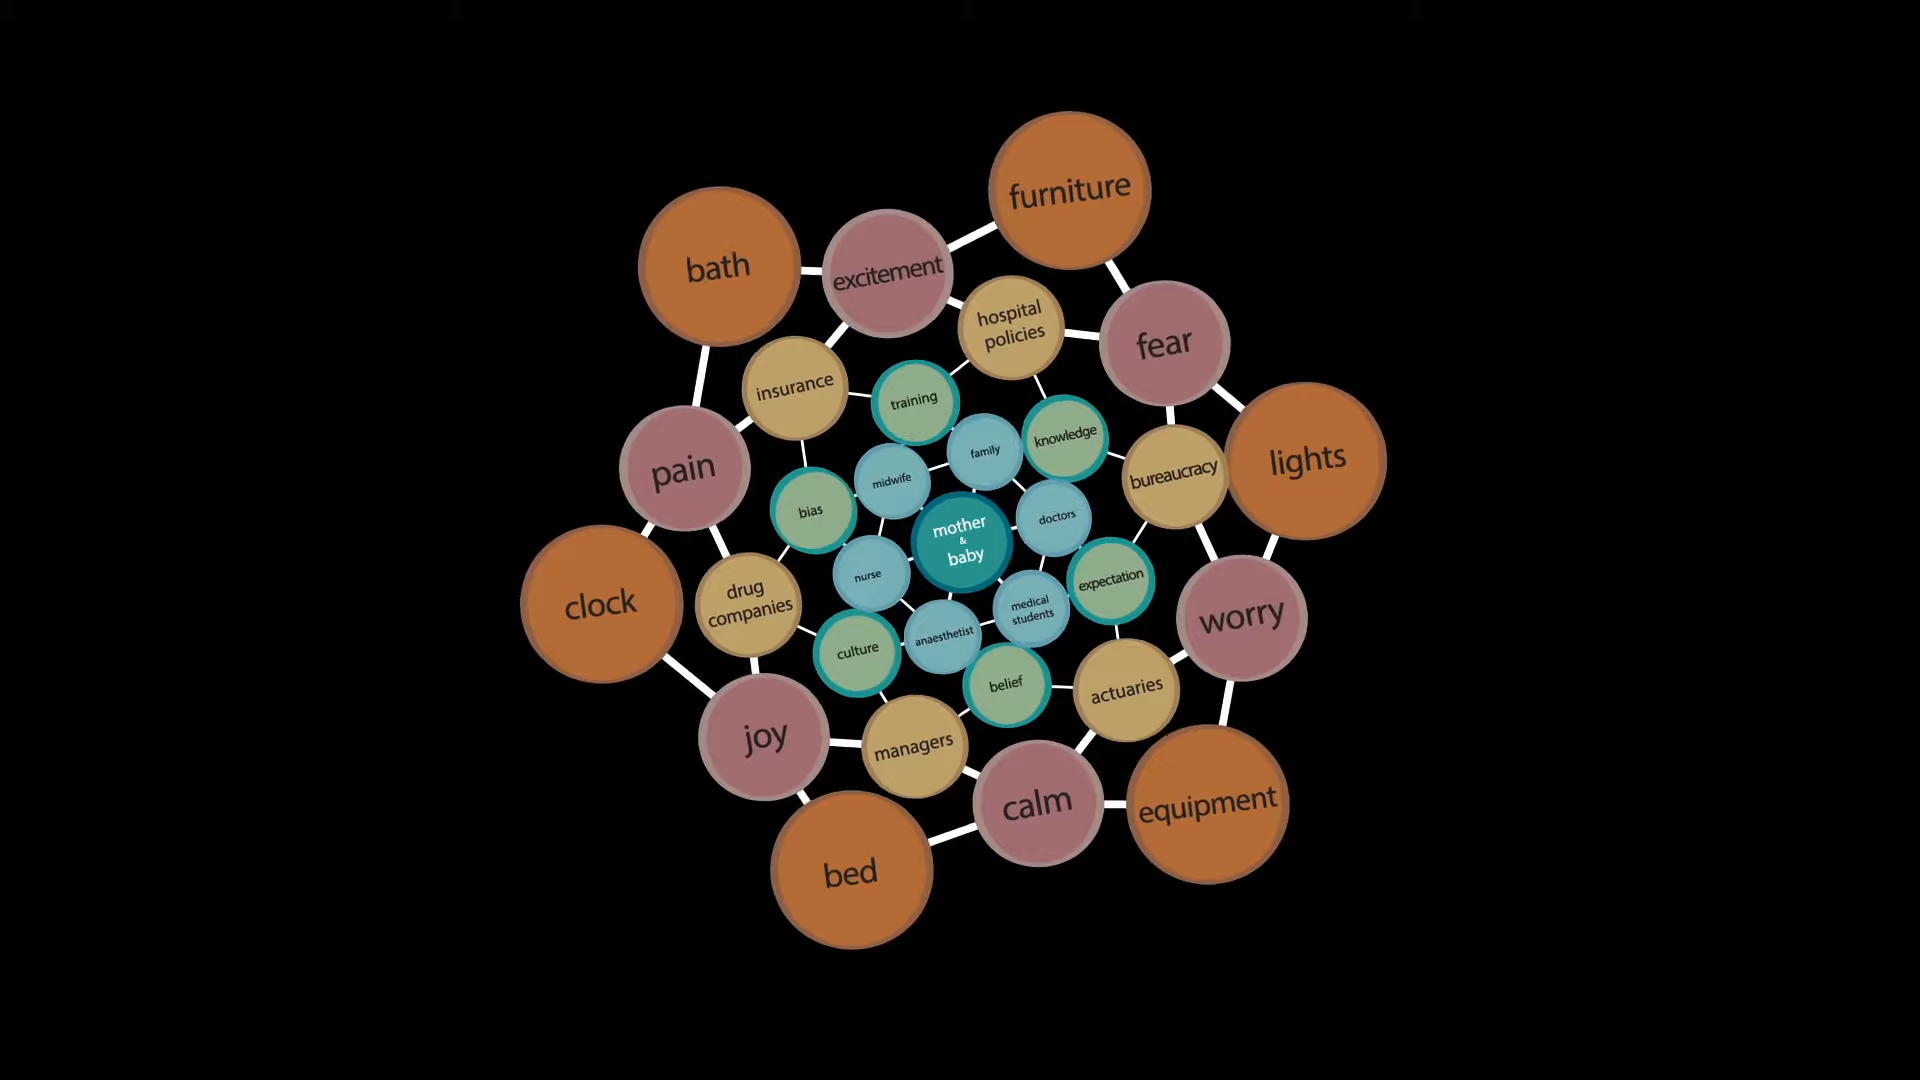 furniture
bath
excitement
hospital
policies
fear
insurance
training
knowledge
family
lights
bureaucracy
pain
midwife
bias
doctors
mother
&
baby
nurse
expectation
clock
drug
companies
medical
students
worry
anaesthetist
culture
belief
actuaries
joy
managers
calm
equipment
bed